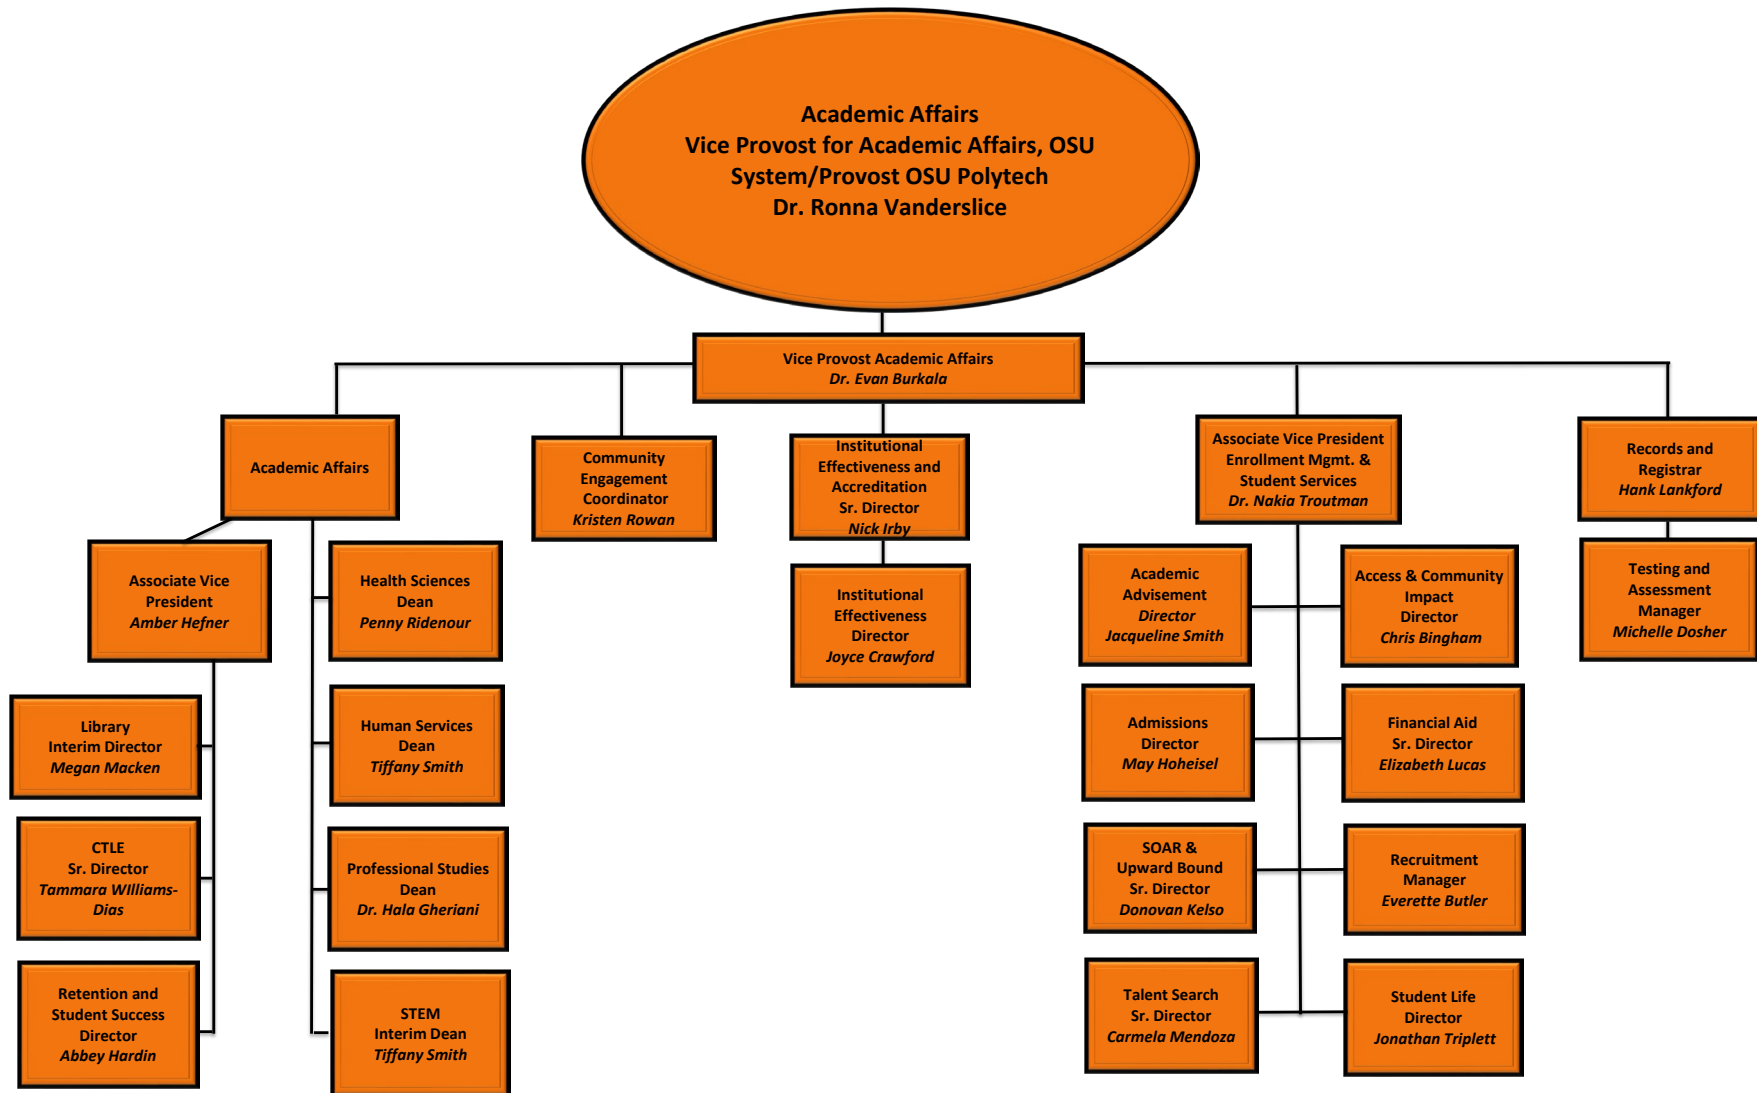 Academic Affairs
Vice Provost for Academic Affairs, OSU
System/Provost OSU Polytech
Dr. Ronna Vanderslice
Vice Provost Academic Affairs
Dr. Evan Burkala
Academic Affairs
Community
Engagement
Coordinator
Kristen Rowan
Institutional
Effectiveness and
Accreditation
Sr. Director
Nick Irby
Associate Vice President
Enrollment Mgmt. &
Student Services
Dr. Nakia Troutman
Records and
Registrar
Hank Lankford
Associate Vice
President
Amber Hefner
Health Sciences
Dean
Penny Ridenour
Institutional
Effectiveness
Director
Joyce Crawford
Academic
Advisement
Director
Jacqueline Smith
Access & Community
Impact
Director
Chris Bingham
Testing and
Assessment
Manager
Michelle Dosher
Library
Interim Director
Megan Macken
Human Services
Dean
Tiffany Smith
Admissions
Director
May Hoheisel
Financial Aid
Sr. Director
Elizabeth Lucas
CTLE
Sr. Director
Tammara WIlliams-
Dias
Professional Studies
Dean
Dr. Hala Gheriani
SOAR &
Upward Bound
Sr. Director
Donovan Kelso
Recruitment
Manager
Everette Butler
Retention and
Student Success
Director
Abbey Hardin
STEM
Interim Dean
Tiffany Smith
Talent Search
Sr. Director
Carmela Mendoza
Student Life
Director
Jonathan Triplett